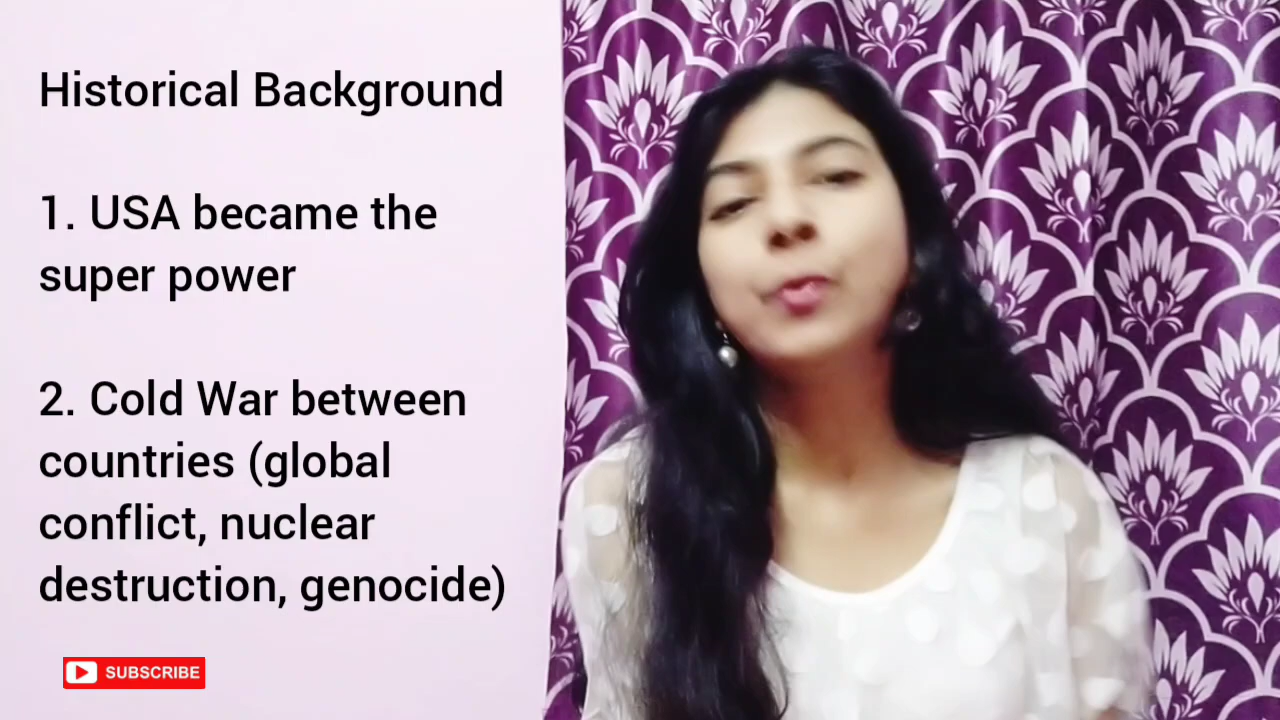 Historical Background
1. USA became the
super power
2. Cold War between
countries (global
conflict, nuclear
destruction, genocide)
SUBSCRIBE